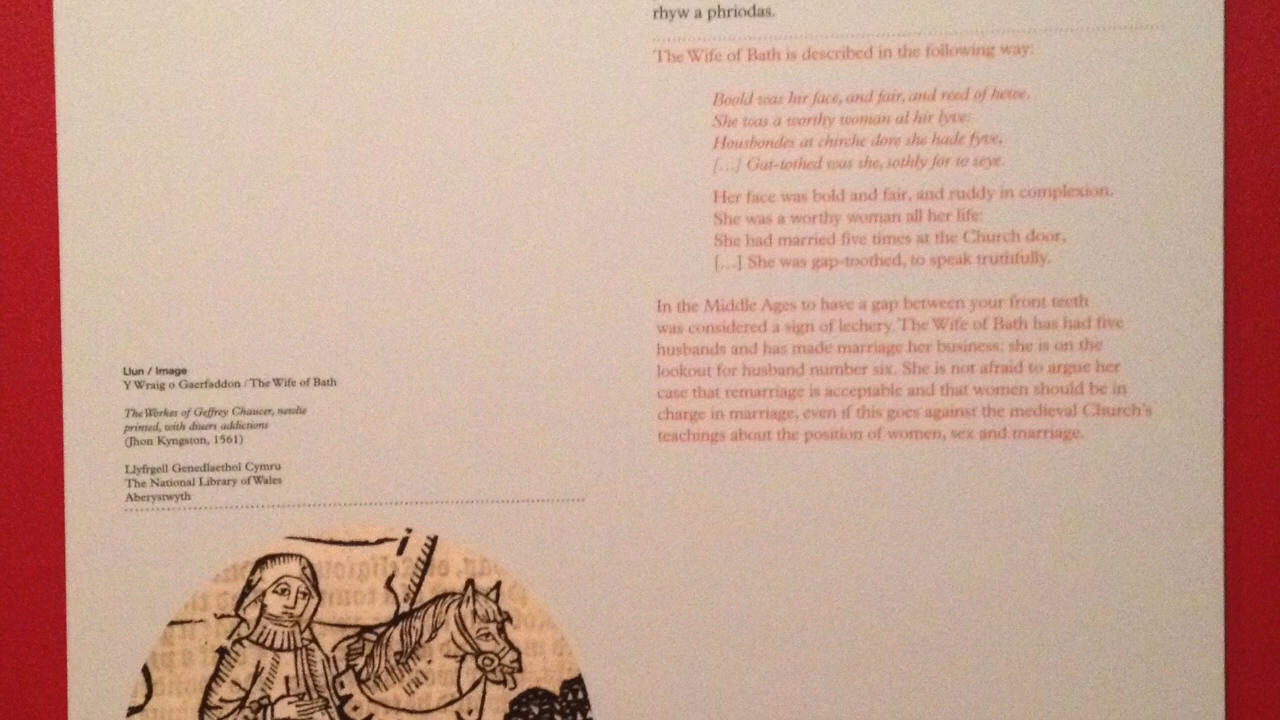 rhyw a phriodas.
The Wife of Bath is described in the following way:
Boold was hir face, and fair, and reed of hewe.
She was a worthy woman al hir lyve:
Housbondes at chirche dore she hade fyve,
[…] Gat-tothed was she, sothly for to seye.
Her face was bold and fair, and ruddy in complexion.
She was a worthy woman all her life:
She had married five times at the Church door,
[…] She was gap-toothed, to speak truthfully.
In the Middle Ages to have a gap between your front teeth
was considered a sign of lechery. The Wife of Bath has had five
husbands and has made marriage her business; she is on the
lookout for husband number six. She is not afraid to argue her
case that remarriage is acceptable and that women should be in
charge in marriage, even if this goes against the medieval Church's
teachings about the position of women, sex and marriage.
Llun / Image
Y Wraig o Gaerfaddon / The Wife of Bath
The Workes of Geffrey Chaucer, newlie
printed, with diuers addictions
(Jhon Kyngston, 1561)
Llyfrgell Genedlaethol Cymru
The National Library of Wales
Aberystwyth